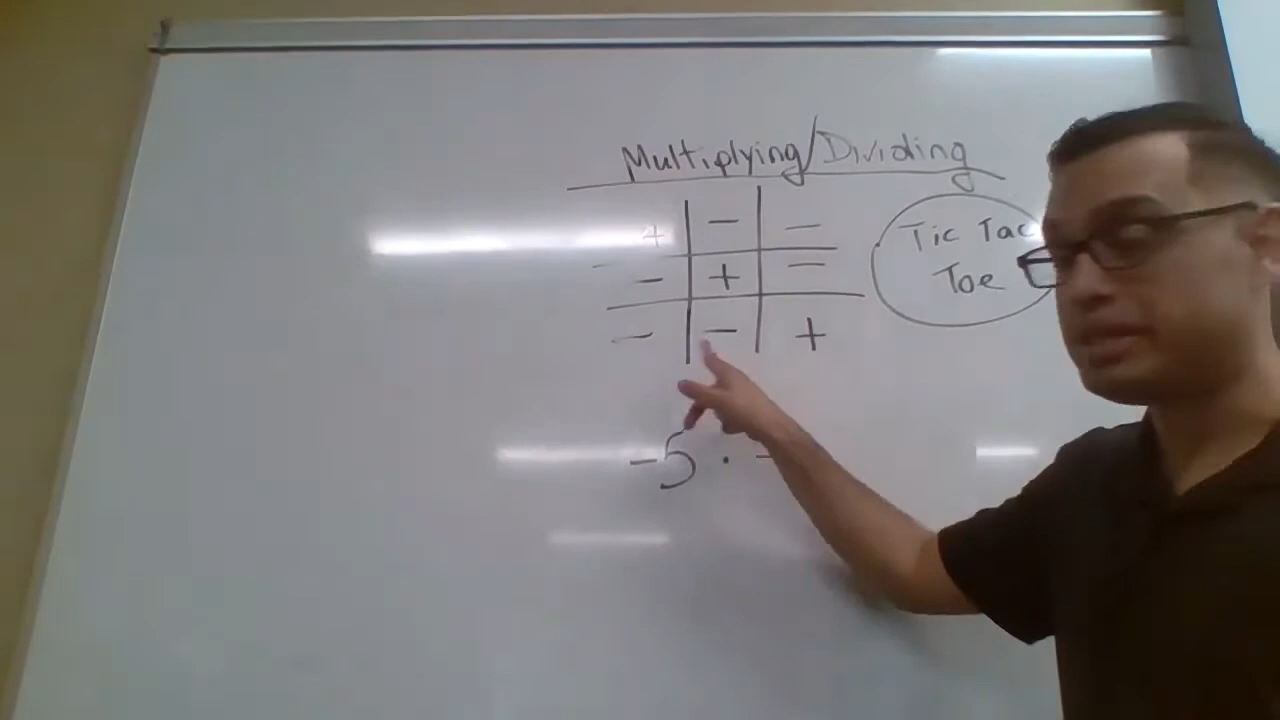 Multiplying/Dividing
+ − −
− + −
− − +
Tic Tac
Toe
−5 · −